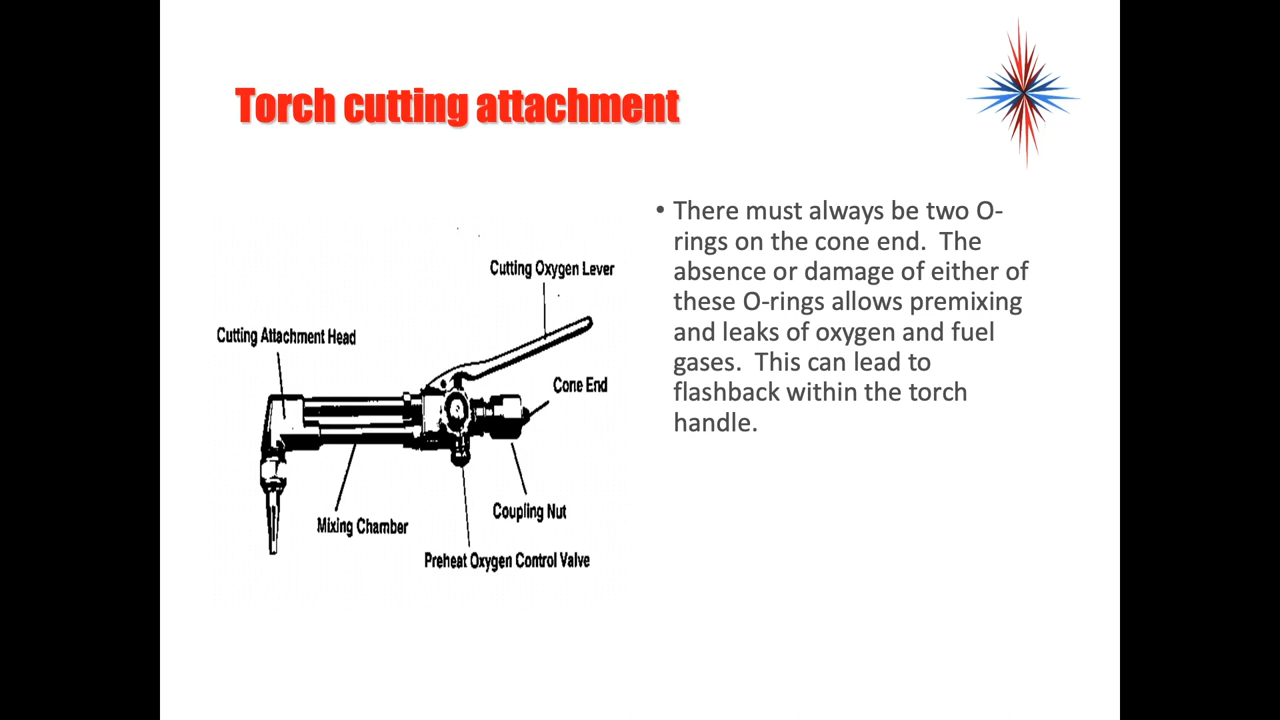 Torch cutting attachment
Cutting Oxygen Lever
Cutting Attachment Head
Cone End
Coupling Nut
Mixing Chamber
Preheat Oxygen Control Valve
• There must always be two O-
rings on the cone end.  The
absence or damage of either of
these O-rings allows premixing
and leaks of oxygen and fuel
gases.  This can lead to
flashback within the torch
handle.